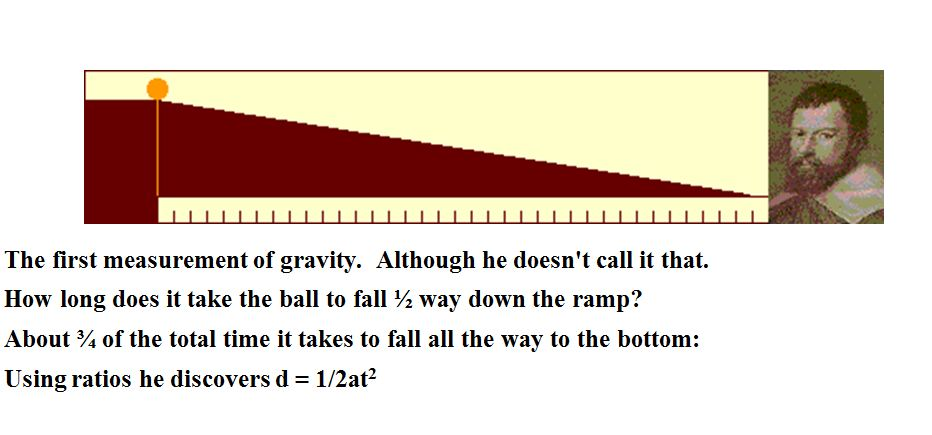 The first measurement of gravity.  Although he doesn't call it that.
How long does it take the ball to fall ½ way down the ramp?
About ¾ of the total time it takes to fall all the way to the bottom:
Using ratios he discovers d = 1/2at²